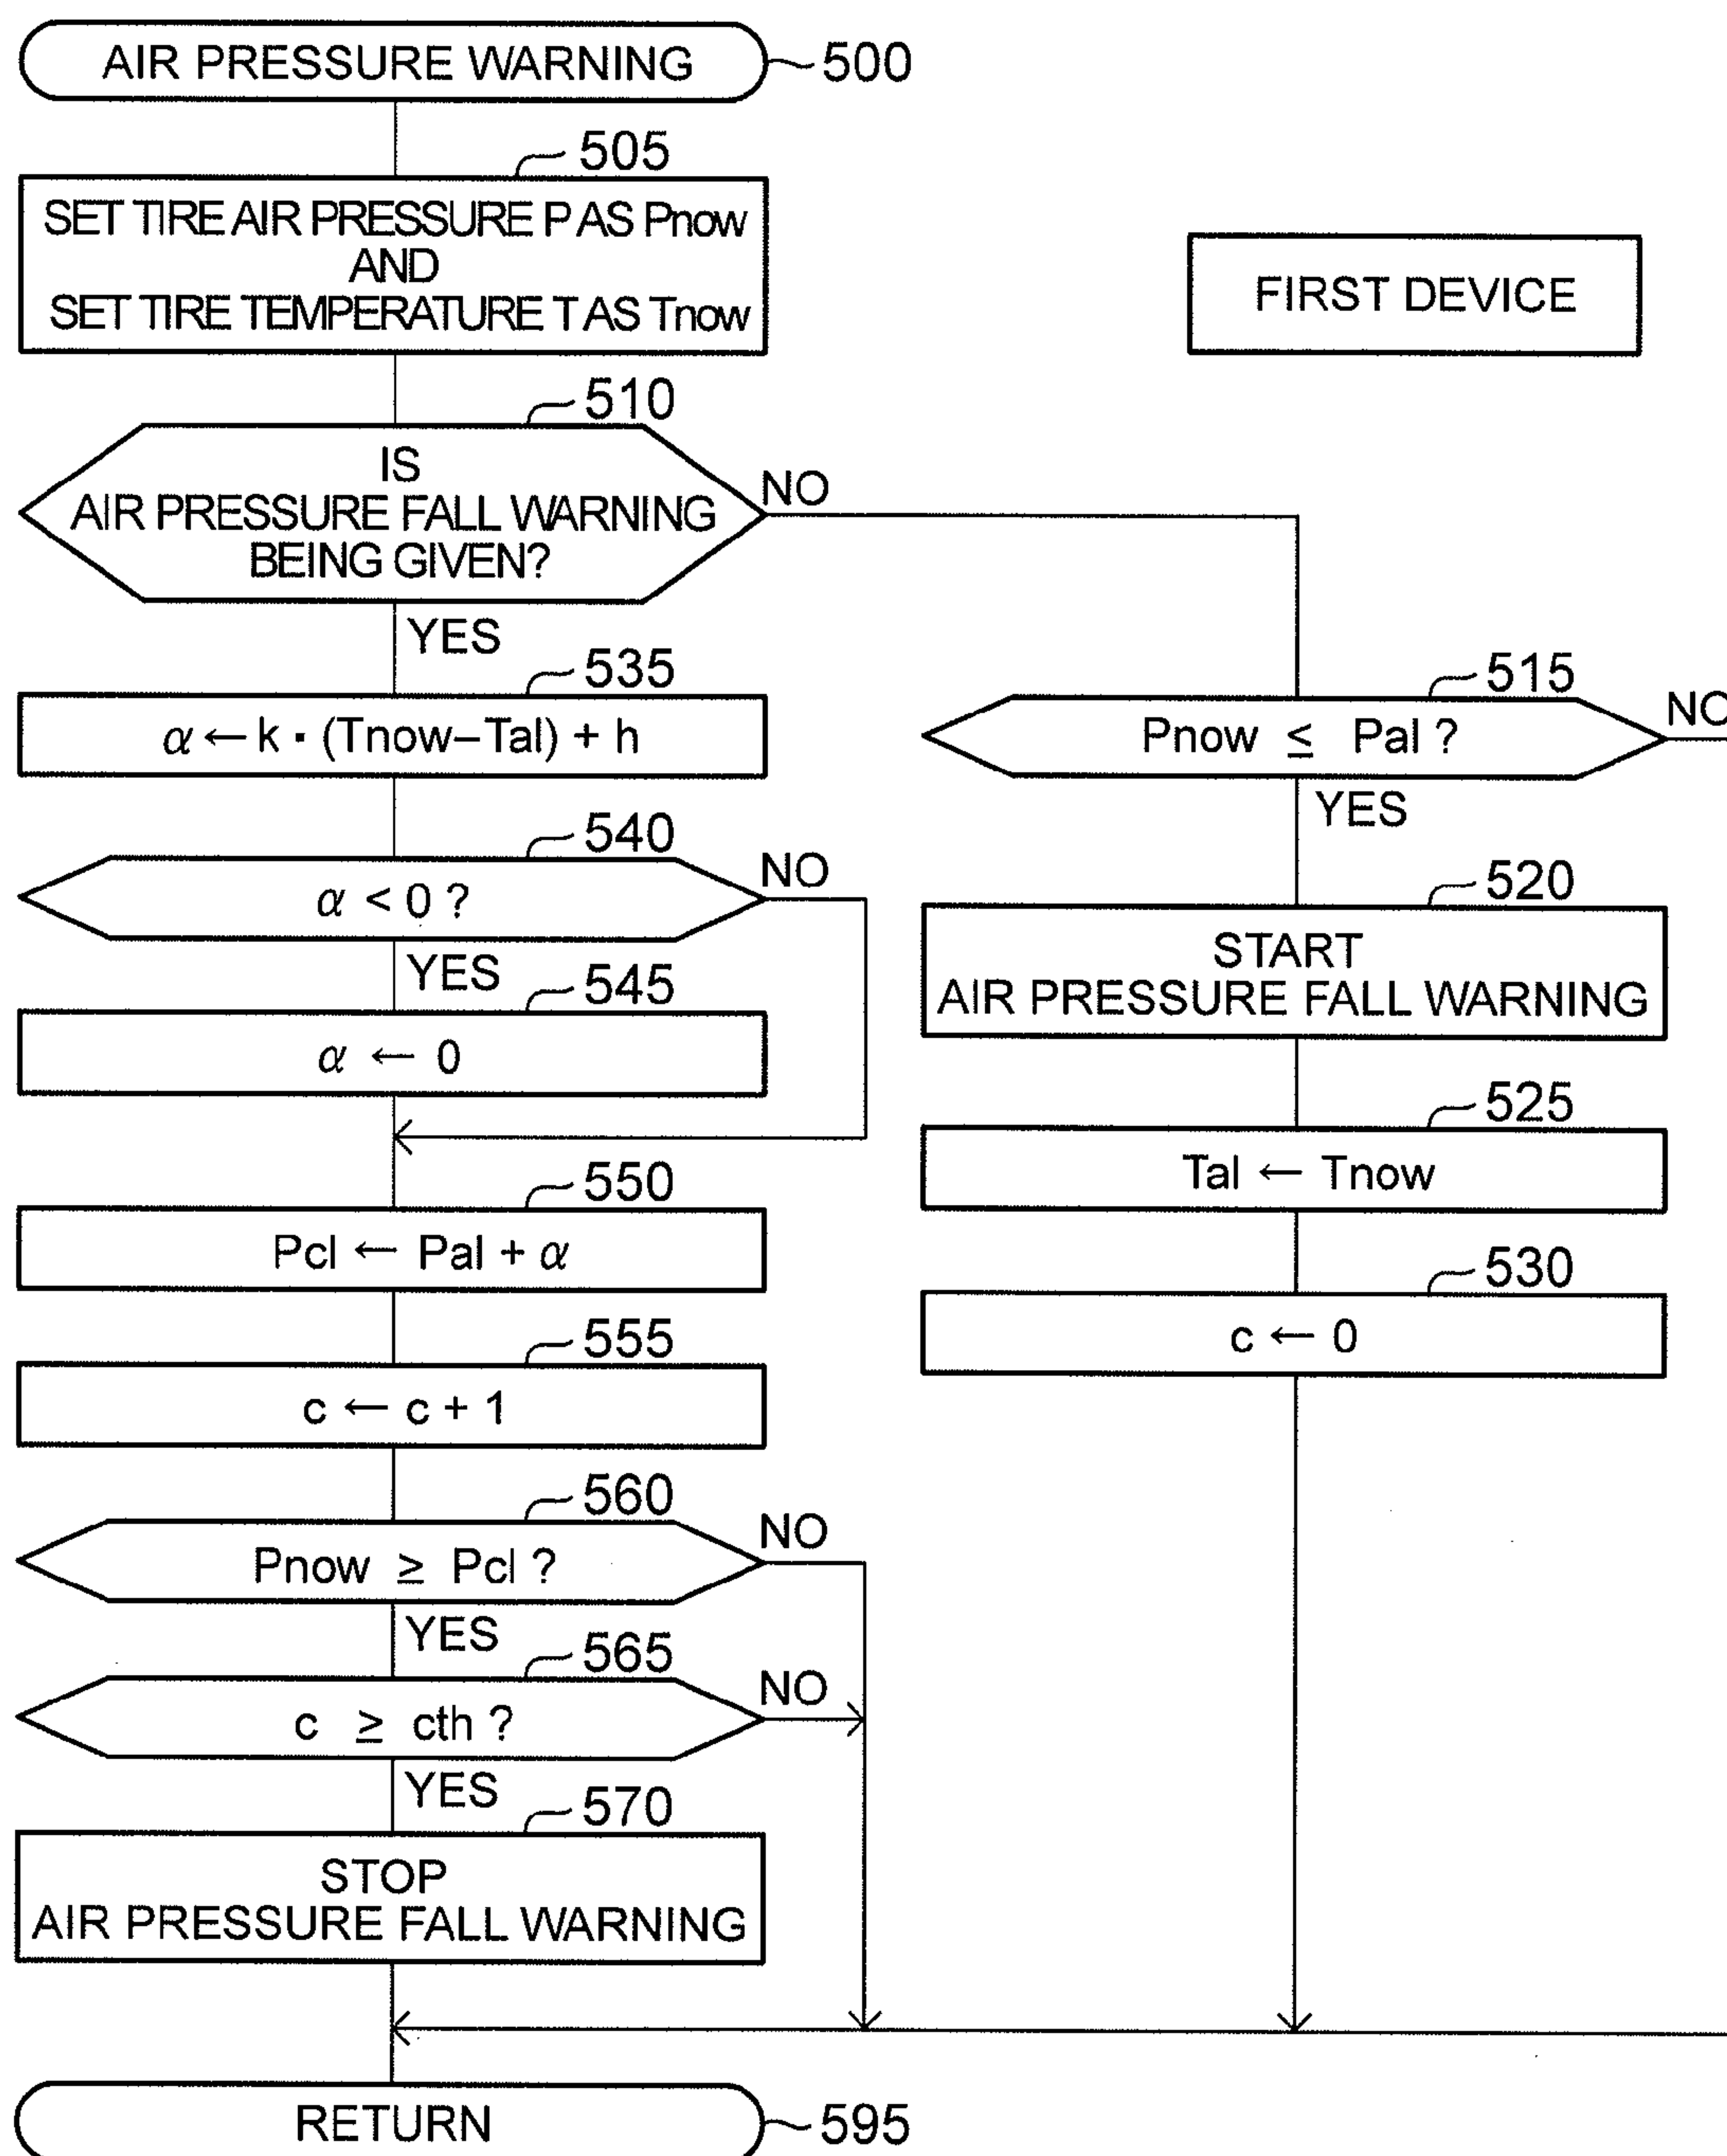 AIR PRESSURE WARNING
500
505
SET TIRE AIR PRESSURE P AS Pnow
AND
SET TIRE TEMPERATURE T AS Tnow
FIRST DEVICE
510
IS
AIR PRESSURE FALL WARNING
BEING GIVEN?
NO
YES
535
α ← k · (Tnow–Tal) + h
540
α < 0 ?
NO
YES
545
α ← 0
550
Pcl ← Pal + α
555
c ← c + 1
560
Pnow ≥ Pcl ?
NO
YES
565
c ≥ cth ?
NO
YES
570
STOP
AIR PRESSURE FALL WARNING
515
Pnow ≤ Pal ?
NO
YES
520
START
AIR PRESSURE FALL WARNING
525
Tal ← Tnow
530
c ← 0
RETURN
595